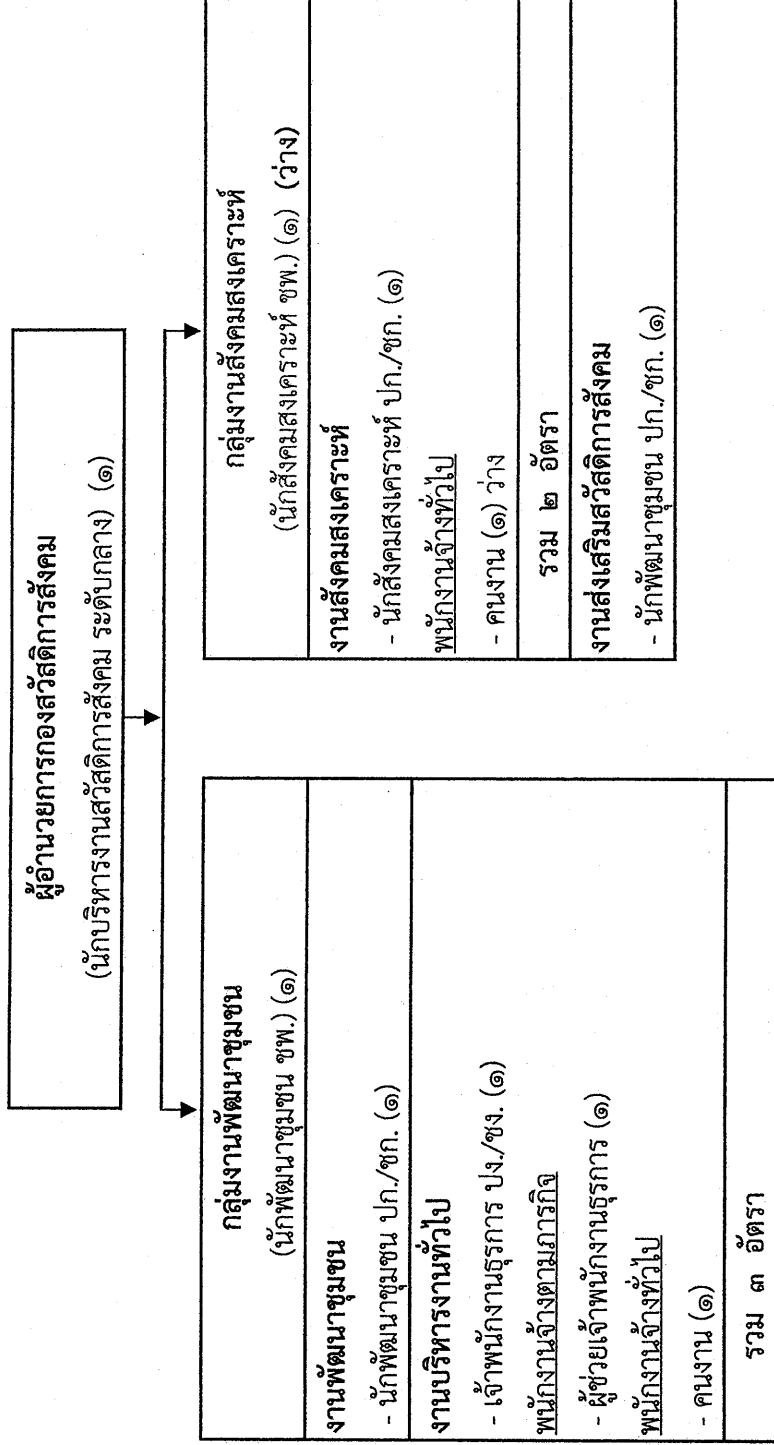 ผู้อำนวยการกองสวัสดิการสังคม
(นักบริหารงานสวัสดิการสังคม ระดับกลาง) (๑)
กลุ่มงานพัฒนาชุมชน
(นักพัฒนาชุมชน ชพ.) (๑)
งานพัฒนาชุมชน
- นักพัฒนาชุมชน ปก./ชก. (๑)
งานบริหารงานทั่วไป
- เจ้าพนักงานธุรการ ปง./ชง. (๑)
พนักงานจ้างตามภารกิจ
- ผู้ช่วยเจ้าพนักงานธุรการ (๑)
พนักงานจ้างทั่วไป
- คนงาน (๑)
รวม ๓ อัตรา
กลุ่มงานสังคมสงเคราะห์
(นักสังคมสงเคราะห์ ชพ.) (๑) (ว่าง)
งานสังคมสงเคราะห์
- นักสังคมสงเคราะห์ ปก./ชก. (๑)
พนักงานจ้างทั่วไป
- คนงาน (๑) ว่าง
รวม ๒ อัตรา
งานส่งเสริมสวัสดิการสังคม
- นักพัฒนาชุมชน ปก./ชก. (๑)